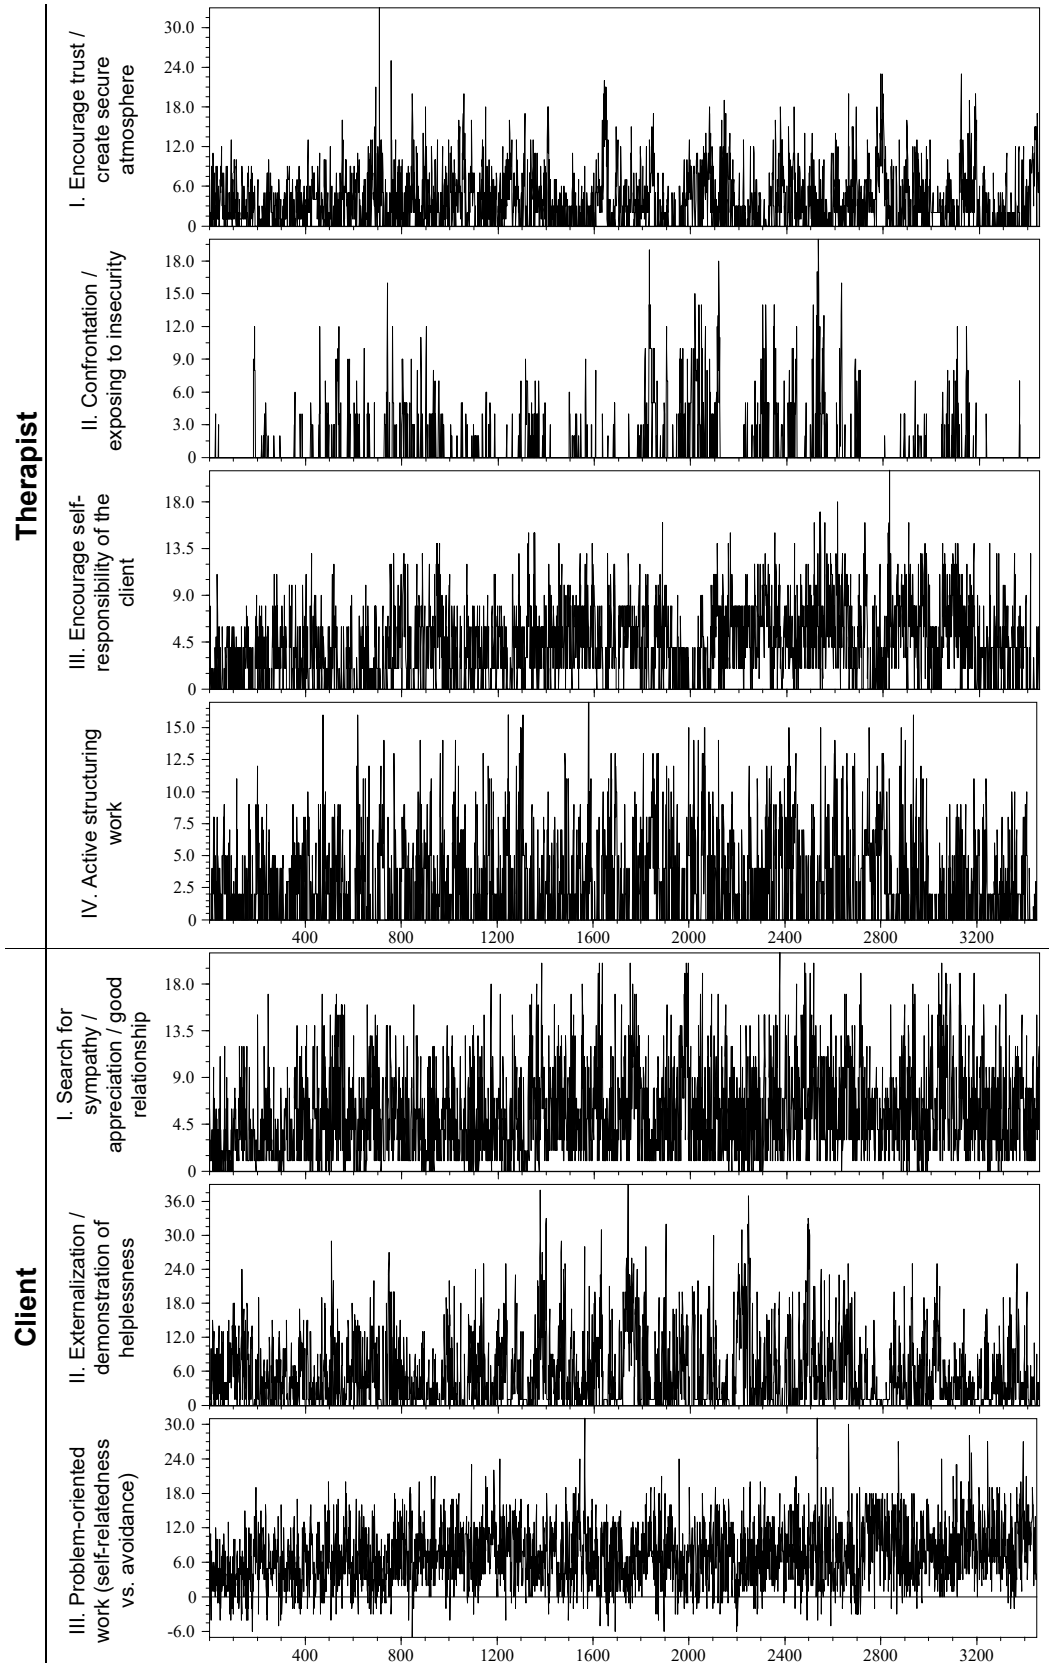 Therapist
I. Encourage trust /
create secure
atmosphere
30.0
24.0
18.0
12.0
6.0
0
II. Confrontation /
exposing to insecurity
18.0
15.0
12.0
9.0
6.0
3.0
0
III. Encourage self-
responsibility of the
client
18.0
13.5
9.0
4.5
0
IV. Active structuring
work
15.0
12.5
10.0
7.5
5.0
2.5
0
400 800 1200 1600 2000 2400 2800 3200
Client
I. Search for
sympathy /
appreciation / good
relationship
18.0
13.5
9.0
4.5
0
II. Externalization /
demonstration of
helplessness
36.0
30.0
24.0
18.0
12.0
6.0
0
III. Problem-oriented
work (self-relatedness
vs. avoidance)
30.0
24.0
18.0
12.0
6.0
0
-6.0
400 800 1200 1600 2000 2400 2800 3200